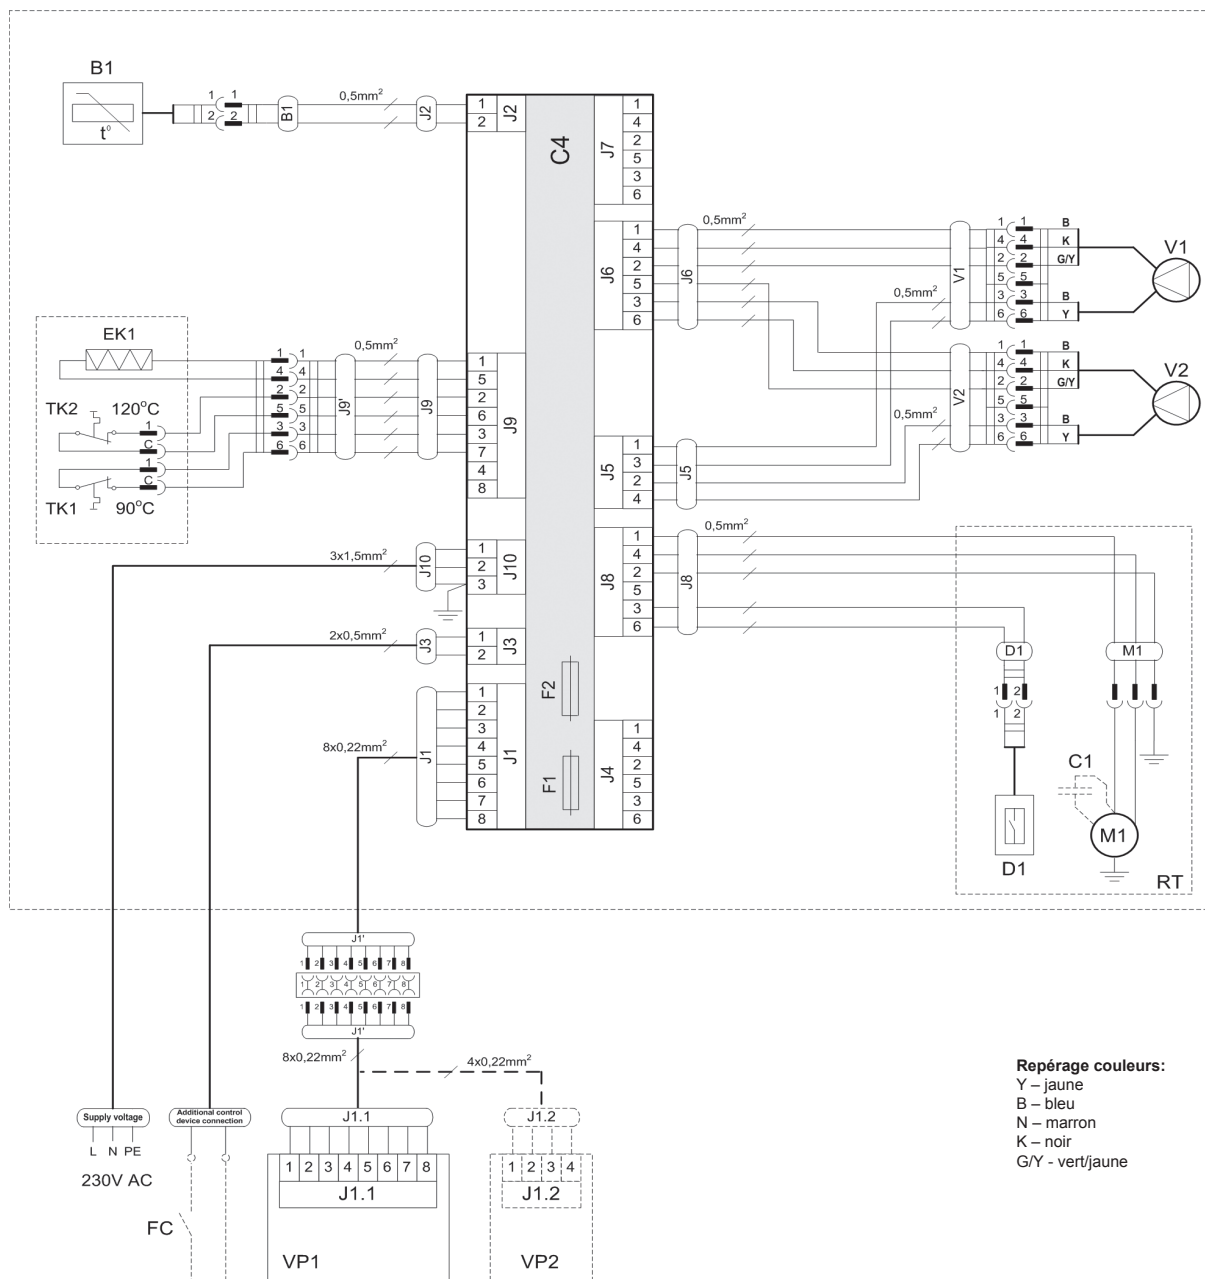 B1
t°
1 1
2 2
B1
0,5mm²
J2
1
2
J2
C4
J7
1
4
2
5
3
6
J6
1
4
2
5
3
6
J6
0,5mm²
V1
0,5mm²
1 1 B
4 4 K
2 2 G/Y
5 5
3 3 B
6 6 Y
V1
V2
0,5mm²
1 1 B
4 4 K
2 2 G/Y
5 5
3 3 B
6 6 Y
V2
EK1
TK2 120°C
1
C
1
C
TK1 90°C
1 1
4 4
2 2
5 5
3 3
6 6
J9'
0,5mm²
J9
1
5
2
6
3
7
4
8
J9
J5
1
3
2
4
J5
3x1,5mm²
J10
1
2
3
J10
J8
1
4
2
5
3
6
J8
0,5mm²
2x0,5mm²
J3
1
2
J3
F2
F1
8x0,22mm²
J1
1
2
3
4
5
6
7
8
J1
J4
1
4
2
5
3
6
D1
1 2
1 2
D1
M1
C1
M1
RT
J1'
1 2 3 4 5 6 7 8
1 2 3 4 5 6 7 8
1 2 3 4 5 6 7 8
J1'
8x0,22mm²
4x0,22mm²
Supply voltage
L N PE
230V AC
Additional control
device connection
FC
J1.1
1 2 3 4 5 6 7 8
J1.1
VP1
J1.2
1 2 3 4
J1.2
VP2
Repérage couleurs:
Y – jaune
B – bleu
N – marron
K – noir
G/Y - vert/jaune